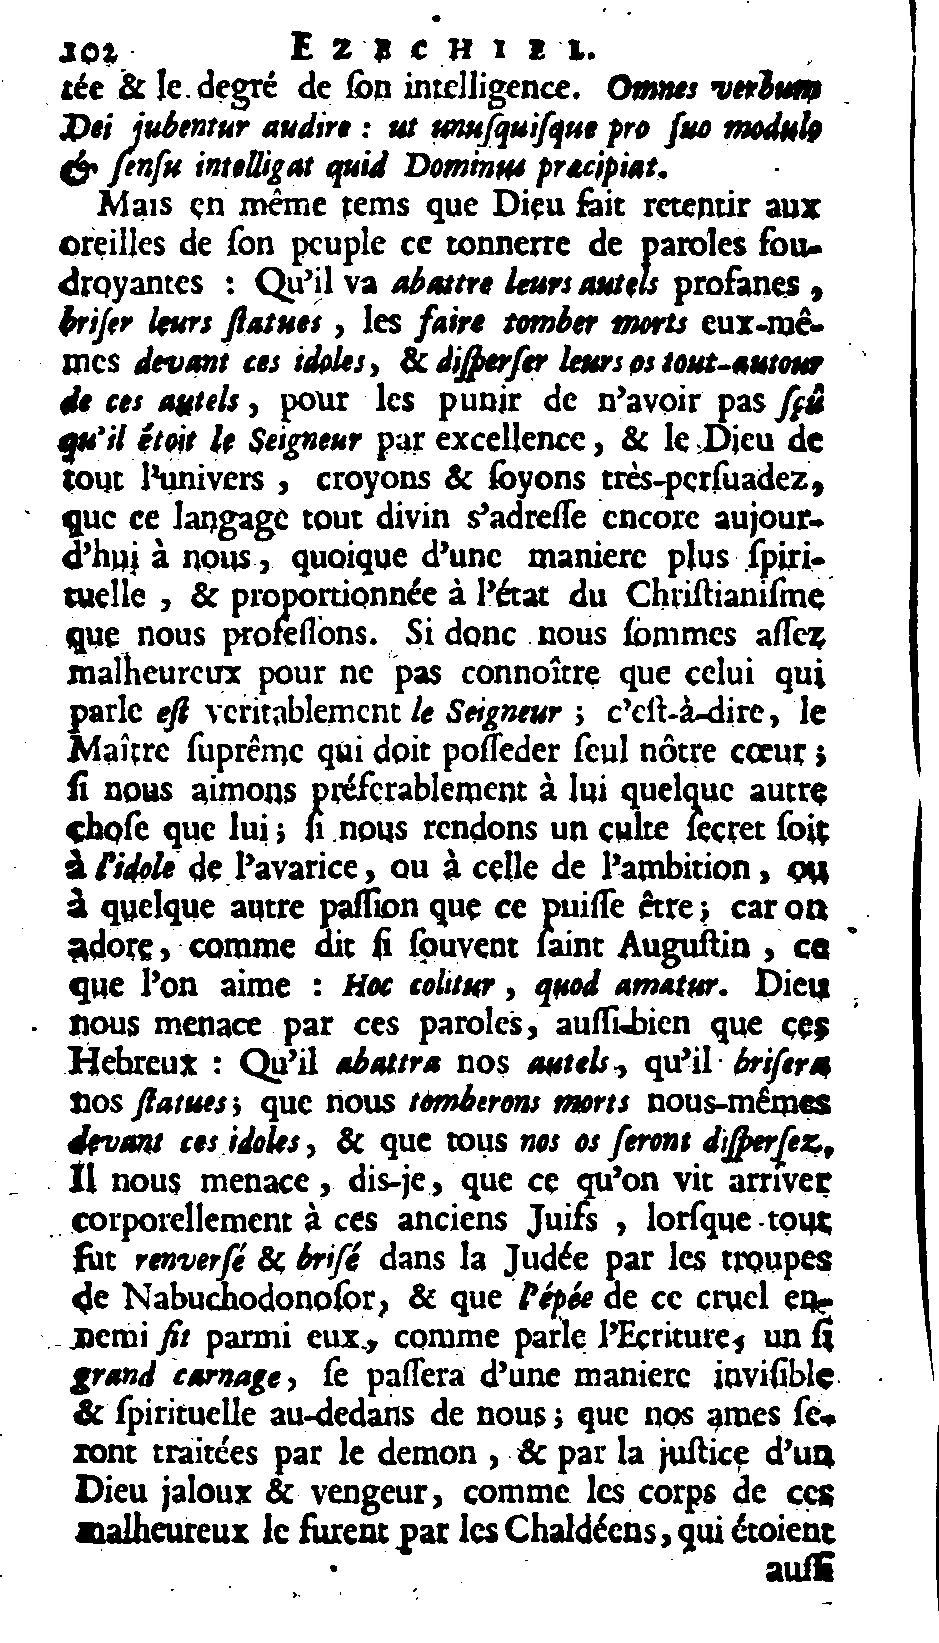 102 EZECHIEL.
tée & le degré de ſon intelligence. Omnes verbum
Dei jubentur audire : ut unuſquiſque pro ſuo modulo
& ſenſu intelligat quid Dominus præcipiat.
Mais en même tems que Dieu fait retentir aux
oreilles de ſon peuple ce tonnerre de paroles fou-
droyantes : Qu'il va abattre leurs autels profanes,
briſer leurs ſtatues, les faire tomber morts eux-mê-
mes devant ces idoles, & diſperſer leurs os tout-autour
de ces autels, pour les punir de n'avoir pas ſçû
qu'il étoit le Seigneur par excellence, & le Dieu de
tout l'univers, croyons & ſoyons très-perſuadez,
que ce langage tout divin s'adreſſe encore aujour-
d'hui à nous, quoique d'une maniere plus ſpiri-
tuelle, & proportionnée à l'état du Chriſtianiſme
que nous profeſſons. Si donc nous ſommes aſſez
malheureux pour ne pas connoître que celui qui
parle eſt veritablement le Seigneur ; c'eſt-à-dire, le
Maître ſuprême qui doit poſſeder ſeul nôtre cœur ;
ſi nous aimons préferablement à lui quelque autre
choſe que lui ; ſi nous rendons un culte ſecret ſoit
à l'idole de l'avarice, ou à celle de l'ambition, ou
à quelque autre paſſion que ce puiſſe être ; car on
adore, comme dit ſi ſouvent ſaint Auguſtin, ce
que l'on aime : Hoc colitur, quod amatur. Dieu
nous menace par ces paroles, auſſi-bien que ces
Hebreux : Qu'il abattra nos autels, qu'il briſera
nos ſtatues ; que nous tomberons morts nous-mêmes
devant ces idoles, & que tous nos os ſeront diſperſez.
Il nous menace, dis-je, que ce qu'on vit arriver
corporellement à ces anciens Juifs, lorſque tout
fut renverſé & briſé dans la Judée par les troupes
de Nabuchodonoſor, & que l'épée de ce cruel en-
nemi fit parmi eux, comme parle l'Ecriture, un ſi
grand carnage, ſe paſſera d'une maniere inviſible
& ſpirituelle au-dedans de nous ; que nos ames ſe-
ront traitées par le demon, & par la juſtice d'un
Dieu jaloux & vengeur, comme les corps de ces
malheureux le furent par les Chaldéens, qui étoient
auſſi